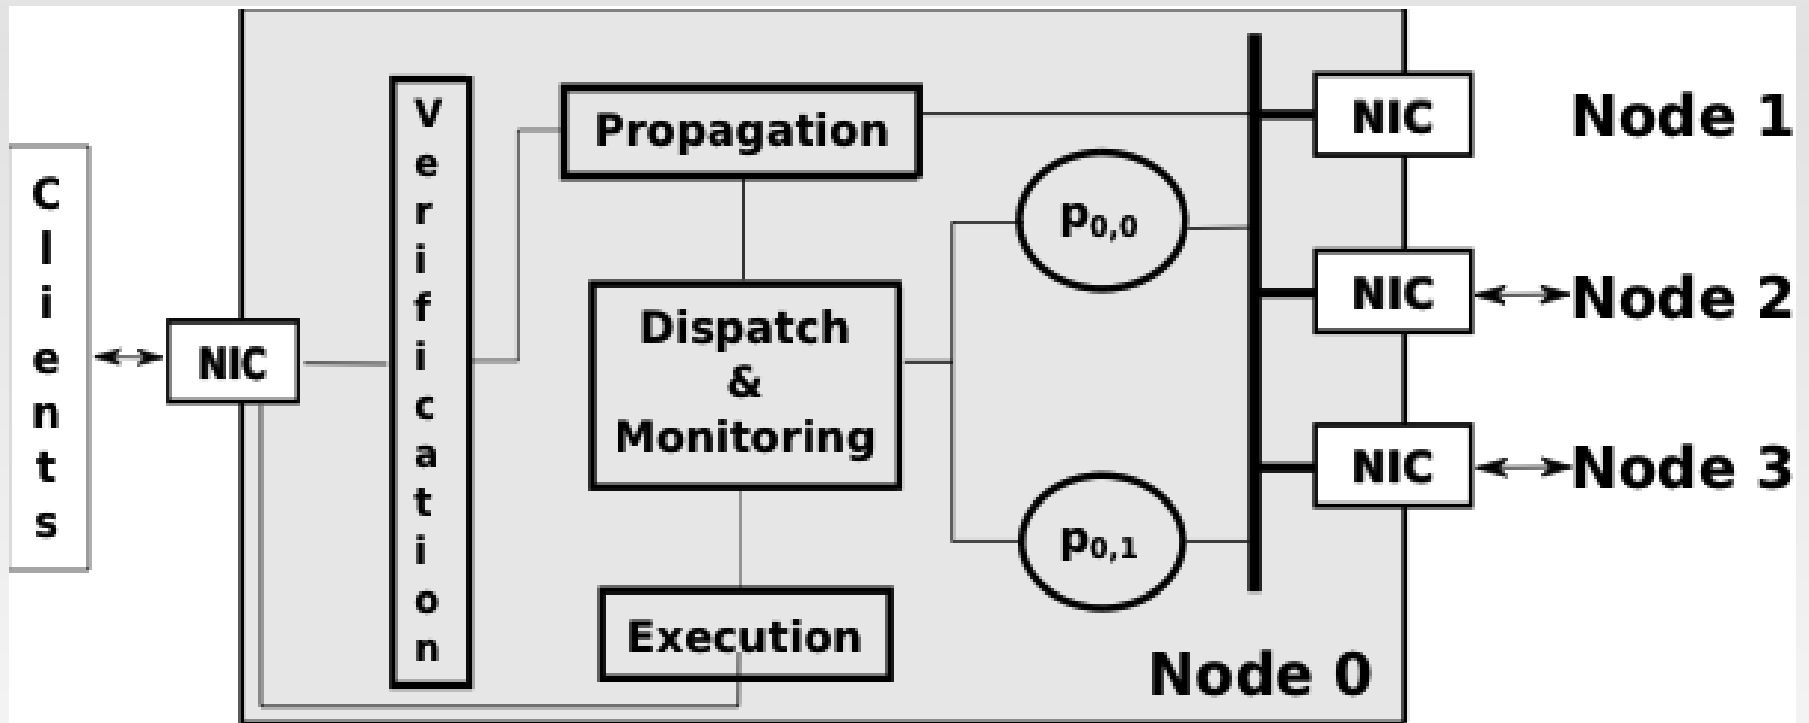 Clients
NIC
Verification
Propagation
Dispatch
&
Monitoring
Execution
p0,0
p0,1
NIC
Node 1
NIC
Node 2
NIC
Node 3
Node 0